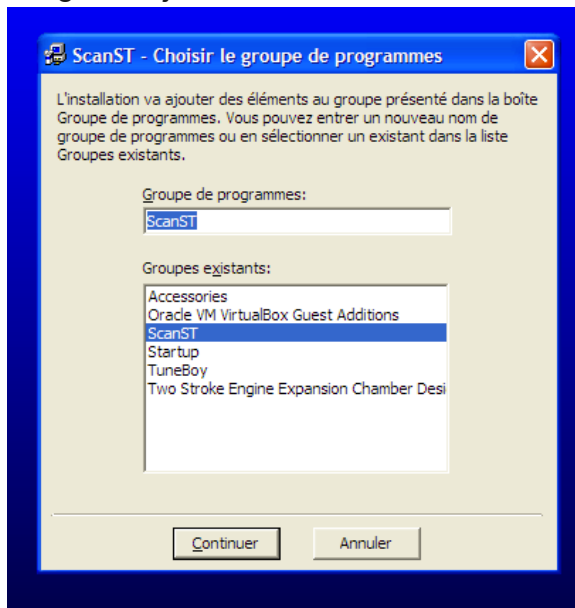 ScanST - Choisir le groupe de programmes
L'installation va ajouter des éléments au groupe présenté dans la boîte
Groupe de programmes. Vous pouvez entrer un nouveau nom de
groupe de programmes ou en sélectionner un existant dans la liste
Groupes existants.
Groupe de programmes:
ScanST
Groupes existants:
Accessories
Oracle VM VirtualBox Guest Additions
ScanST
Startup
TuneBoy
Two Stroke Engine Expansion Chamber Desi
Continuer
Annuler